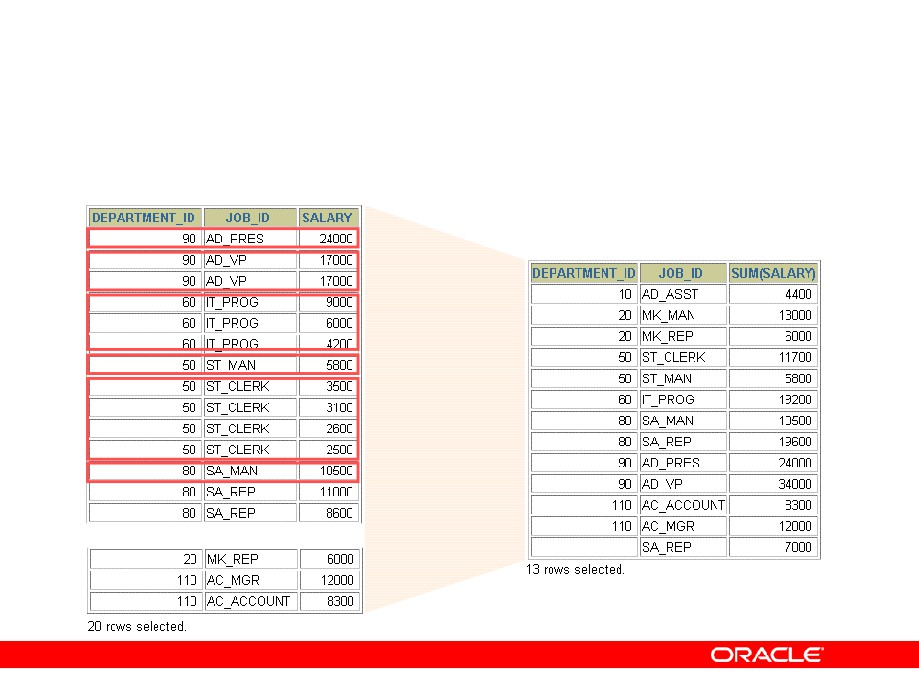 DEPARTMENT_ID JOB_ID SALARY
90 AD_PRES 24000
90 AD_VP 17000
90 AD_VP 17000
60 IT_PROG 9000
60 IT_PROG 6000
60 IT_PROG 4200
50 ST_MAN 5800
50 ST_CLERK 3500
50 ST_CLERK 3100
50 ST_CLERK 2600
50 ST_CLERK 2500
80 SA_MAN 10500
80 SA_REP 11000
80 SA_REP 8600
20 MK_REP 6000
110 AC_MGR 12000
110 AC_ACCOUNT 8300
20 rows selected.
DEPARTMENT_ID JOB_ID SUM(SALARY)
10 AD_ASST 4400
20 MK_MAN 13000
20 MK_REP 6000
50 ST_CLERK 11700
50 ST_MAN 5800
60 IT_PROG 19200
80 SA_MAN 10500
80 SA_REP 19600
90 AD_PRES 24000
90 AD_VP 34000
110 AC_ACCOUNT 8300
110 AC_MGR 12000
SA_REP 7000
13 rows selected.
ORACLE